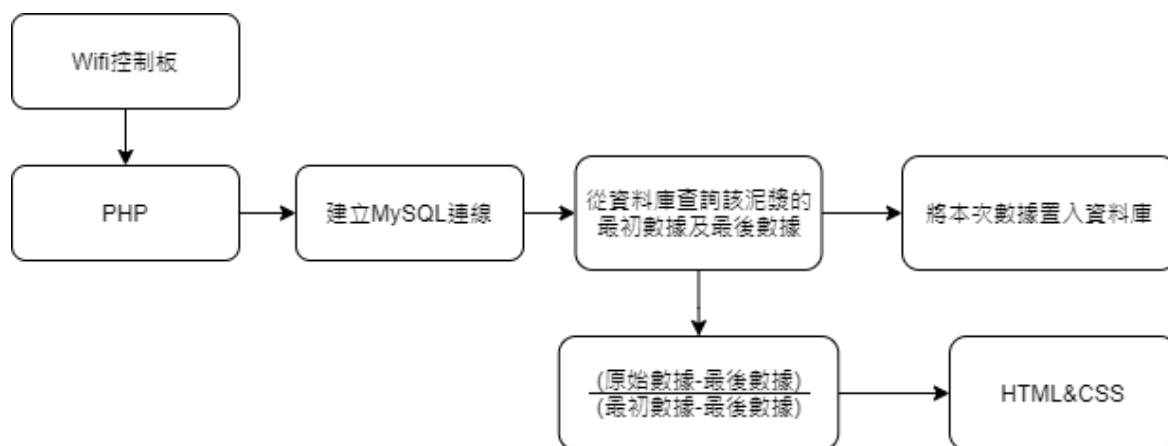 Wifi控制板
PHP
建立MySQL連線
從資料庫查詢該泥漿的
最初數據及最後數據
將本次數據置入資料庫
(原始數據-最後數據)
(最初數據-最後數據)
HTML&CSS